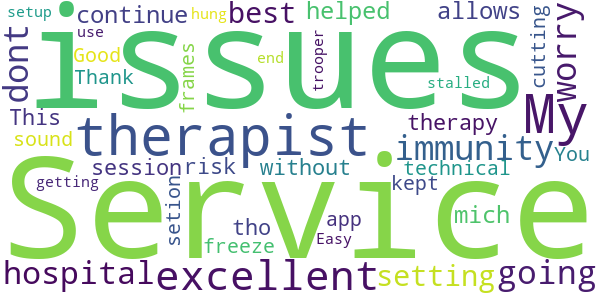 setup
continue
hung
best
helped
allows
cutting
worry
dont
use
Good
Thank
issues
frames
end
trooper
stalled
My
This
sound
therapist
therapy
immunity
You
session
risk
without
technical
Service
getting
setion
kept
tho
app
mich
freeze
Easy
hospital
excellent
setting
going